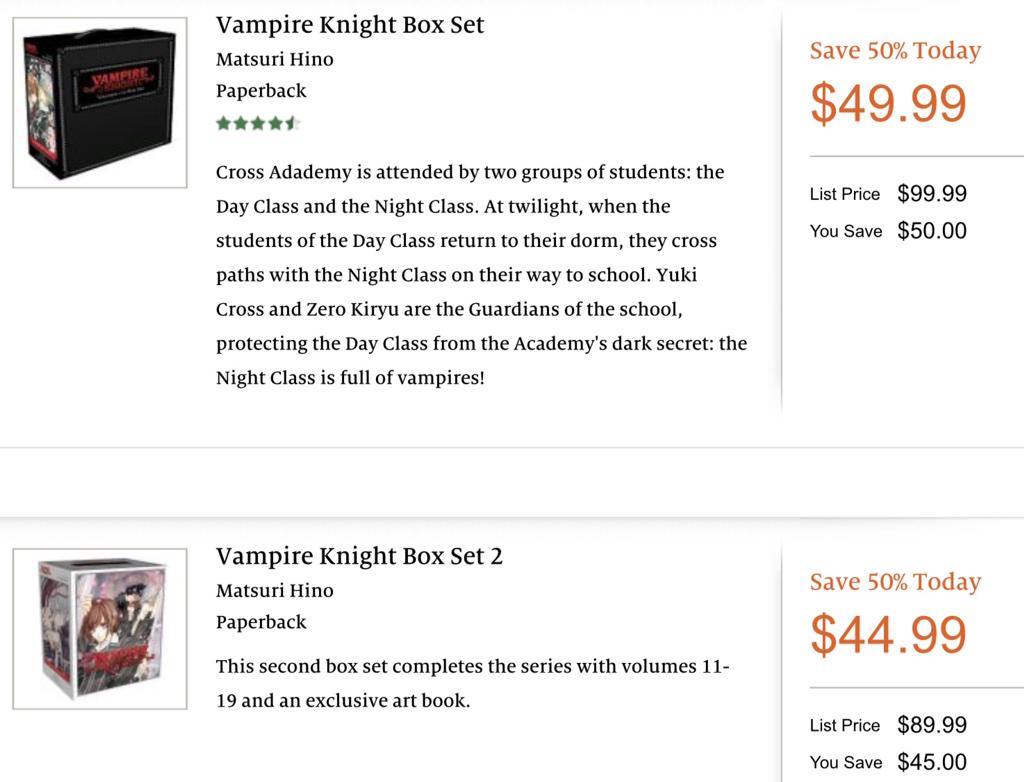 Vampire Knight Box Set
Matsuri Hino
Paperback
Cross Adademy is attended by two groups of students: the
Day Class and the Night Class. At twilight, when the
students of the Day Class return to their dorm, they cross
paths with the Night Class on their way to school. Yuki
Cross and Zero Kiryu are the Guardians of the school,
protecting the Day Class from the Academy's dark secret: the
Night Class is full of vampires!
VAMPIRE
KNIGHT
Save 50% Today
$49.99
List Price $99.99
You Save $50.00
Vampire Knight Box Set 2
Matsuri Hino
Paperback
This second box set completes the series with volumes 11-
19 and an exclusive art book.
Save 50% Today
$44.99
List Price $89.99
You Save $45.00